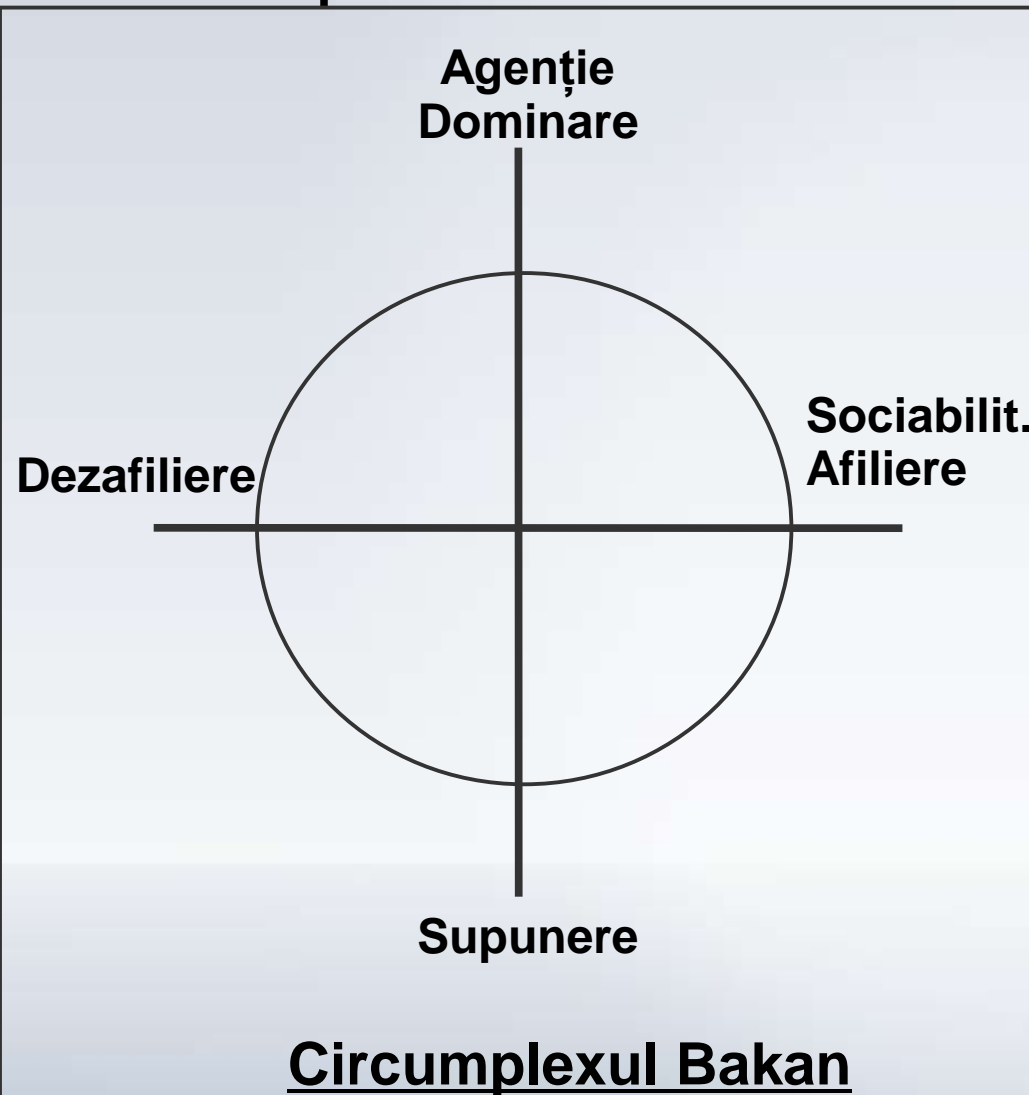 Agenție
Dominare
Sociabilit.
Afiliere
Dezafiliere
Supunere
Circumplexul Bakan